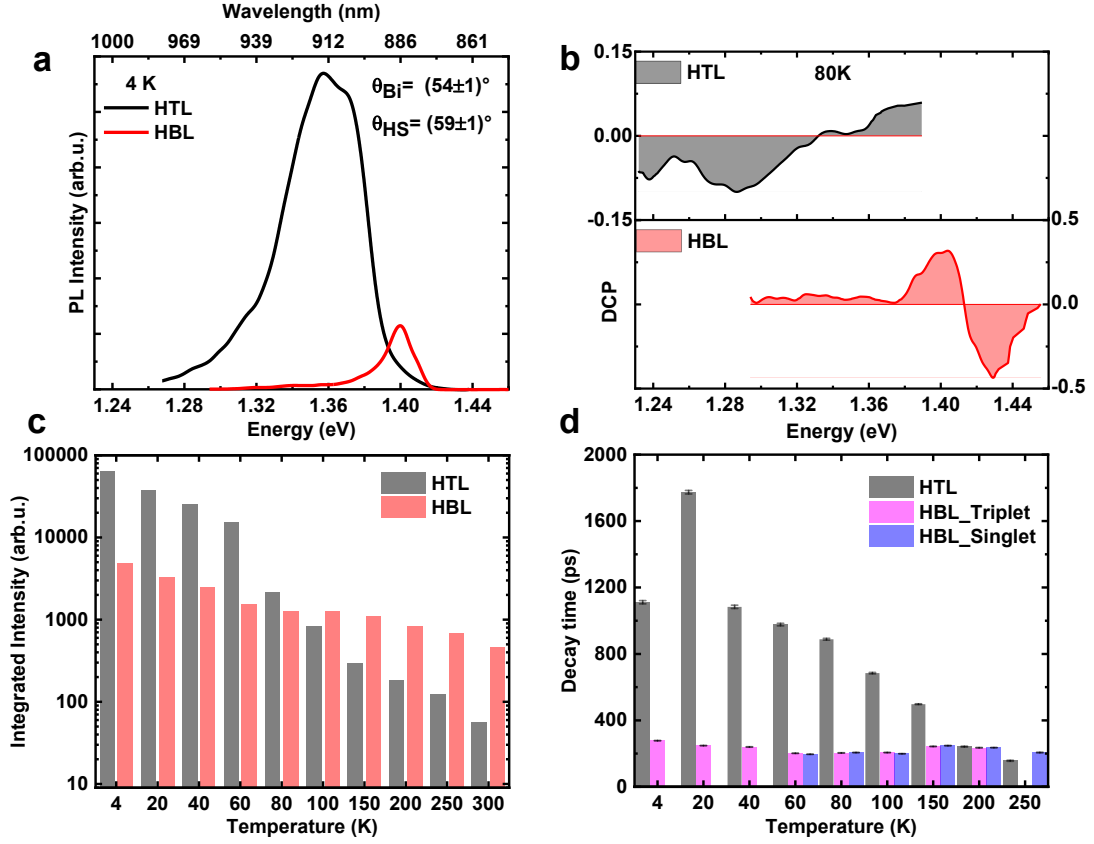 Wavelength (nm)
1000 969 939 912 886 861
a
4 K
HTL
HBL
θBi= (54±1)°
θHS= (59±1)°
PL Intensity (arb.u.)
1.24 1.28 1.32 1.36 1.40 1.44
Energy (eV)
b
0.15
HTL
80K
0.00
-0.15
0.5
HBL
0.0
DCP
-0.5
1.24 1.28 1.32 1.36 1.40 1.44
Energy (eV)
c
100000
10000
1000
100
10
HTL
HBL
Integrated Intensity (arb.u.)
4 20 40 60 80 100 150 200 250 300
Temperature (K)
d
2000
1600
1200
800
400
0
HTL
HBL_Triplet
HBL_Singlet
Decay time (ps)
4 20 40 60 80 100 150 200 250
Temperature (K)